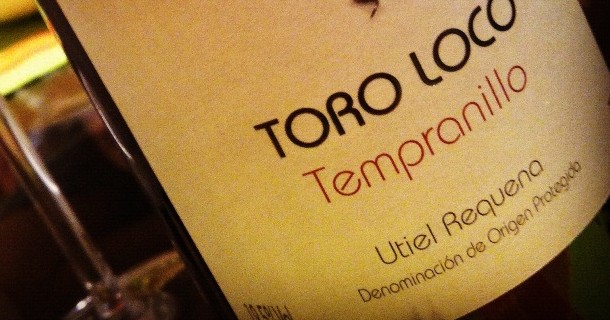 TORO LOCO
Tempranillo
Utiel Requena
Denominación de Origen Protegida